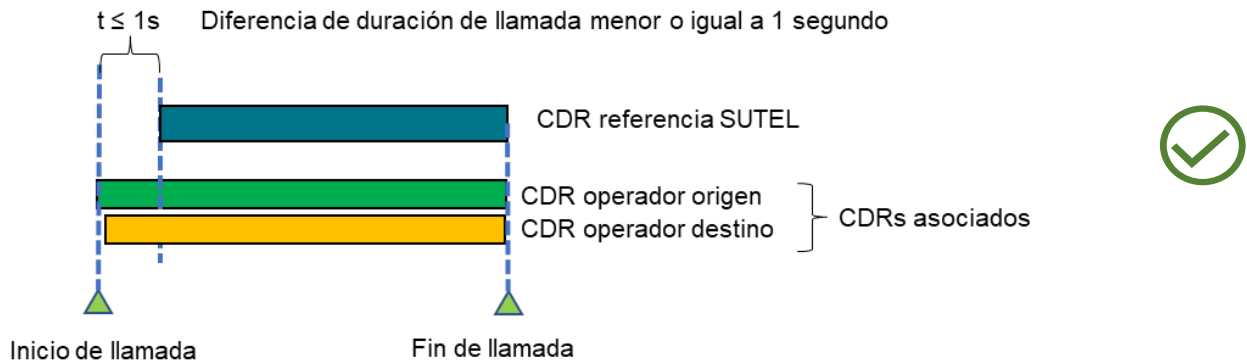 t ≤ 1s
Diferencia de duración de llamada menor o igual a 1 segundo
CDR referencia SUTEL
CDR operador origen
CDR operador destino
CDRs asociados
Inicio de llamada
Fin de llamada